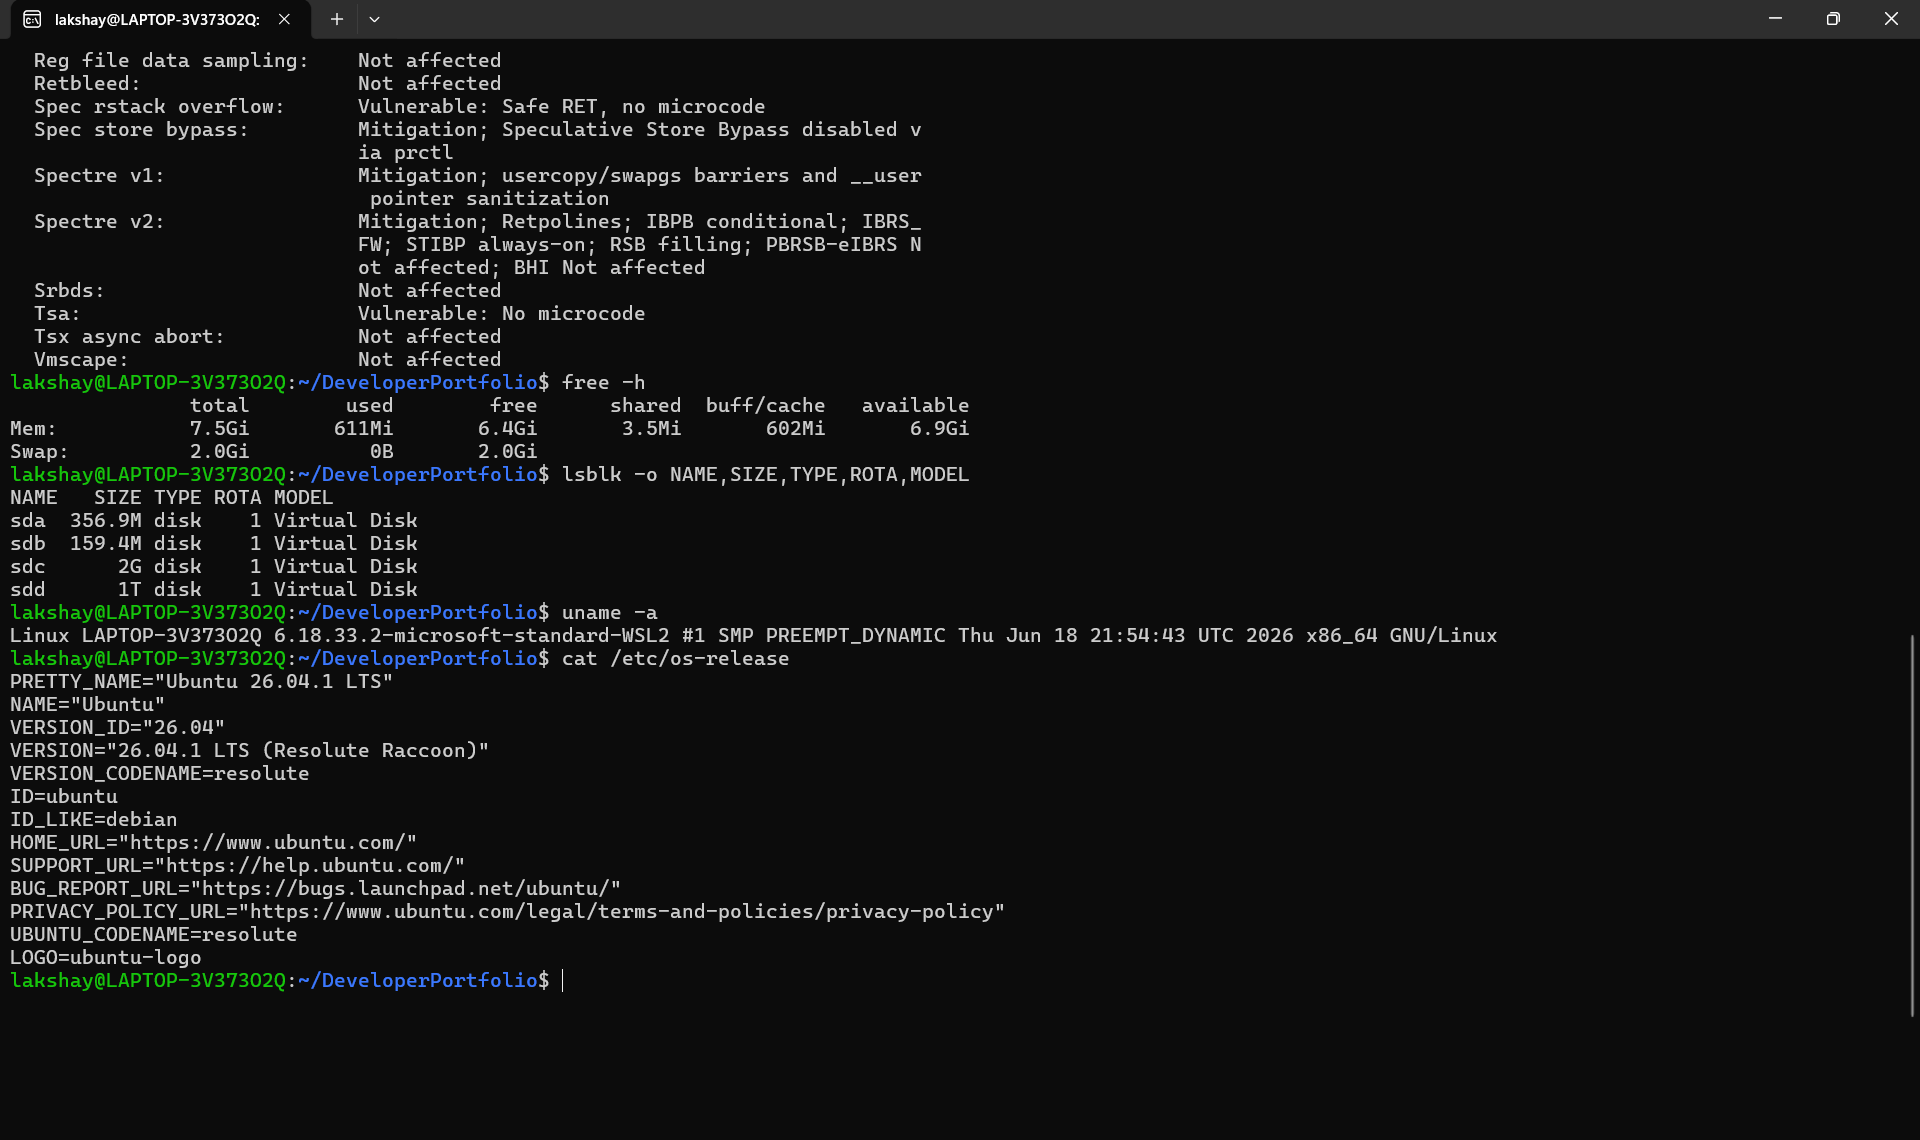 lakshay@LAPTOP-3V373O2Q:
Reg file data sampling: Not affected
Retbleed: Not affected
Spec rstack overflow: Vulnerable: Safe RET, no microcode
Spec store bypass: Mitigation; Speculative Store Bypass disabled v
ia prctl
Spectre v1: Mitigation; usercopy/swapgs barriers and __user
pointer sanitization
Spectre v2: Mitigation; Retpolines; IBPB conditional; IBRS_
FW; STIBP always-on; RSB filling; PBRSB-eIBRS N
ot affected; BHI Not affected
Srbds: Not affected
Tsa: Vulnerable: No microcode
Tsx async abort: Not affected
Vmscape: Not affected
lakshay@LAPTOP-3V373O2Q:~/DeveloperPortfolio$ free -h
total used free shared buff/cache available
Mem: 7.5Gi 611Mi 6.4Gi 3.5Mi 602Mi 6.9Gi
Swap: 2.0Gi 0B 2.0Gi
lakshay@LAPTOP-3V373O2Q:~/DeveloperPortfolio$ lsblk -o NAME,SIZE,TYPE,ROTA,MODEL
NAME SIZE TYPE ROTA MODEL
sda 356.9M disk 1 Virtual Disk
sdb 159.4M disk 1 Virtual Disk
sdc 2G disk 1 Virtual Disk
sdd 1T disk 1 Virtual Disk
lakshay@LAPTOP-3V373O2Q:~/DeveloperPortfolio$ uname -a
Linux LAPTOP-3V373O2Q 6.18.33.2-microsoft-standard-WSL2 #1 SMP PREEMPT_DYNAMIC Thu Jun 18 21:54:43 UTC 2026 x86_64 GNU/Linux
lakshay@LAPTOP-3V373O2Q:~/DeveloperPortfolio$ cat /etc/os-release
PRETTY_NAME="Ubuntu 26.04.1 LTS"
NAME="Ubuntu"
VERSION_ID="26.04"
VERSION="26.04.1 LTS (Resolute Raccoon)"
VERSION_CODENAME=resolute
ID=ubuntu
ID_LIKE=debian
HOME_URL="https://www.ubuntu.com/"
SUPPORT_URL="https://help.ubuntu.com/"
BUG_REPORT_URL="https://bugs.launchpad.net/ubuntu/"
PRIVACY_POLICY_URL="https://www.ubuntu.com/legal/terms-and-policies/privacy-policy"
UBUNTU_CODENAME=resolute
LOGO=ubuntu-logo
lakshay@LAPTOP-3V373O2Q:~/DeveloperPortfolio$